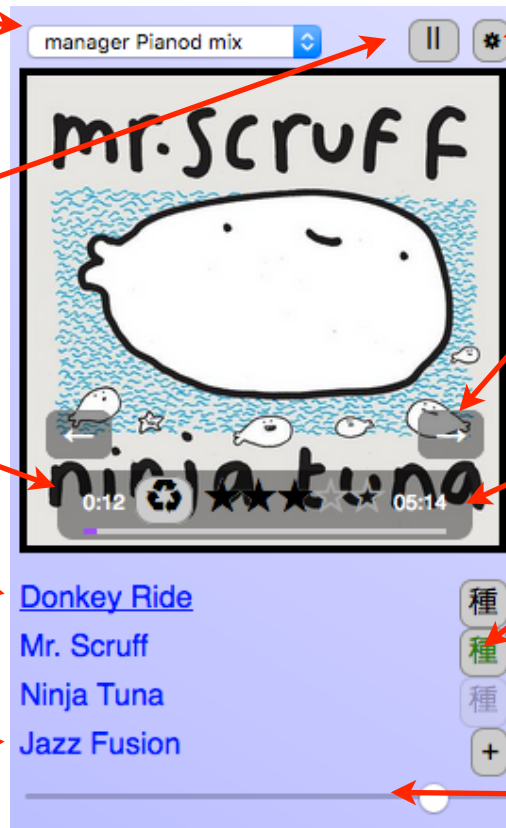 manager Pianod mix
mr.Scruff
ninja tuna
0:12 05:14
Donkey Ride 種
Mr. Scruff 種
Ninja Tuna 種
Jazz Fusion +